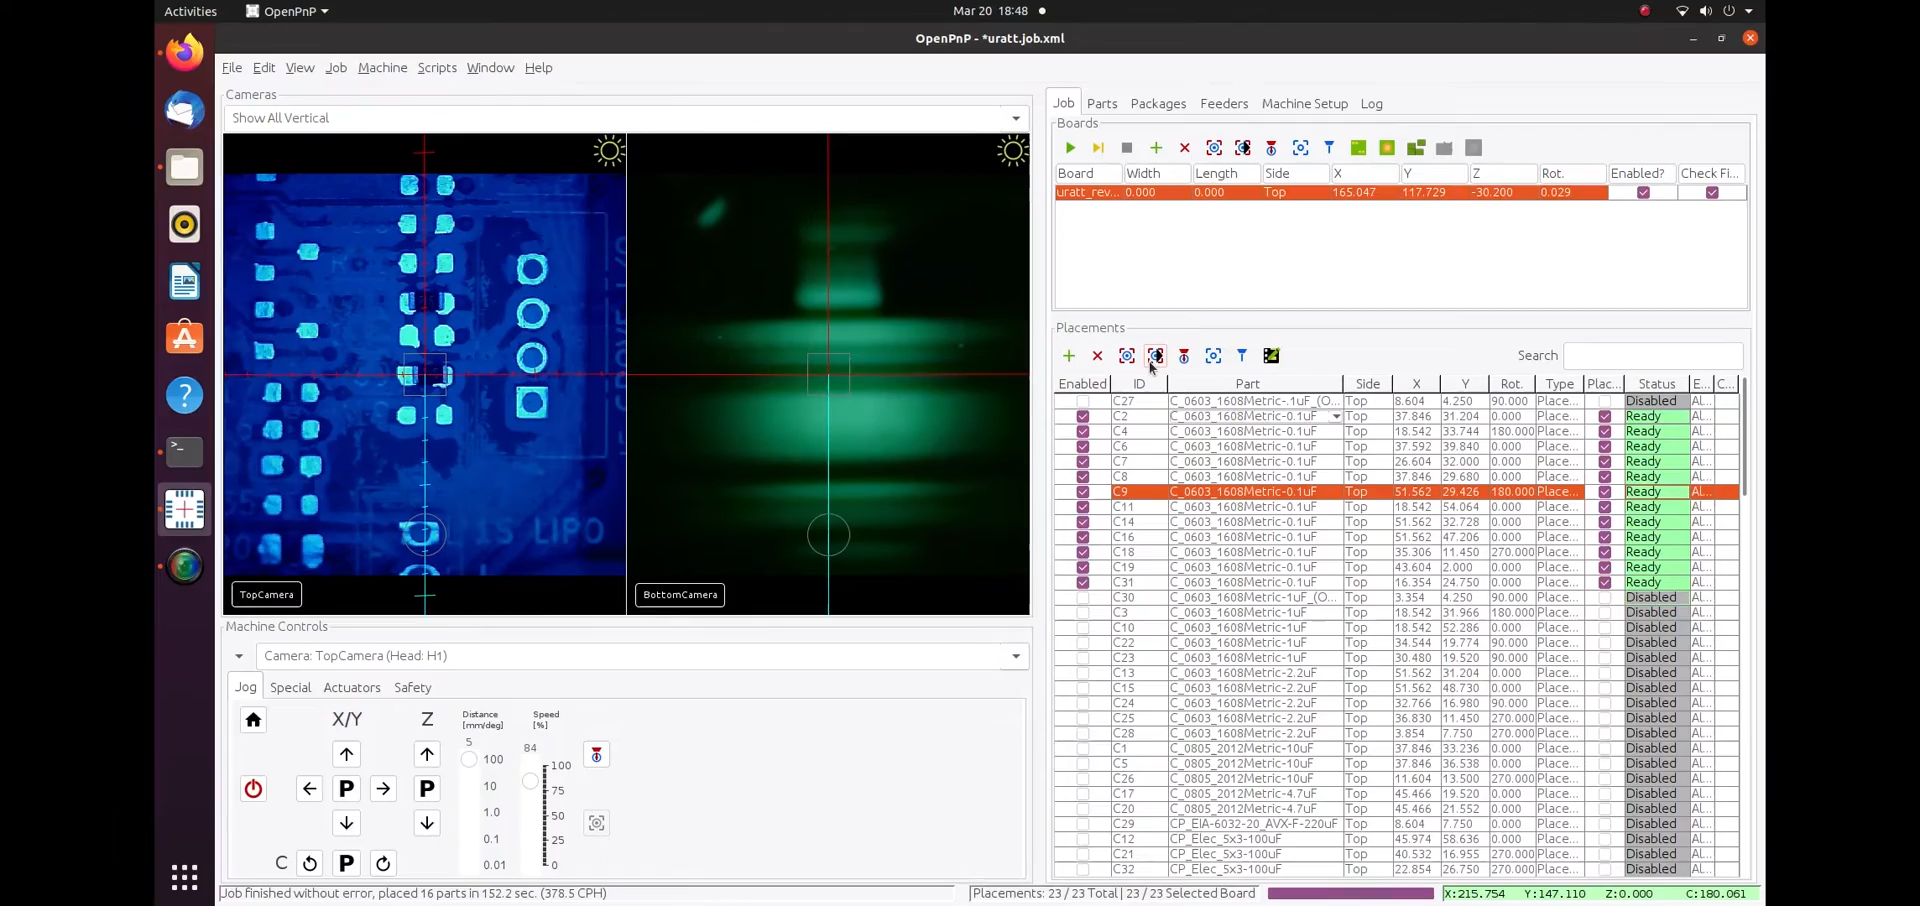 Activities OpenPnP Mar 20 18:48
OpenPnP - *uratt.job.xml
File Edit View Job Machine Scripts Window Help
Cameras
Show All Vertical
1S LIPO
TopCamera
BottomCamera
Machine Controls
Camera: TopCamera (Head: H1)
Jog Special Actuators Safety
X/Y Z Distance [mm/deg] Speed [%]
5 84
100 100
10 75
1.0 50
0.1 25
0.01 0
P P
C P
Job finished without error, placed 16 parts in 152.2 sec. (378.5 CPH)
Job Parts Packages Feeders Machine Setup Log
Boards
Board Width Length Side X Y Z Rot. Enabled? Check Fi...
uratt_rev... 0.000 0.000 Top 165.047 117.729 -30.200 0.029
Placements
Search
Enabled ID Part Side X Y Rot. Type Plac... Status E... C...
C27 C_0603_1608Metric-.1uF_(O... Top 8.604 4.250 90.000 Place... Disabled Al...
C2 C_0603_1608Metric-0.1uF Top 37.846 31.204 0.000 Place... Ready Al...
C4 C_0603_1608Metric-0.1uF Top 18.542 33.744 180.000 Place... Ready Al...
C6 C_0603_1608Metric-0.1uF Top 37.592 39.840 0.000 Place... Ready Al...
C7 C_0603_1608Metric-0.1uF Top 26.604 32.000 0.000 Place... Ready Al...
C8 C_0603_1608Metric-0.1uF Top 37.846 29.680 0.000 Place... Ready Al...
C9 C_0603_1608Metric-0.1uF Top 51.562 29.426 180.000 Place... Ready Al...
C11 C_0603_1608Metric-0.1uF Top 18.542 54.064 0.000 Place... Ready Al...
C14 C_0603_1608Metric-0.1uF Top 51.562 32.728 0.000 Place... Ready Al...
C16 C_0603_1608Metric-0.1uF Top 51.562 47.206 0.000 Place... Ready Al...
C18 C_0603_1608Metric-0.1uF Top 35.306 11.450 270.000 Place... Ready Al...
C19 C_0603_1608Metric-0.1uF Top 43.604 2.000 0.000 Place... Ready Al...
C31 C_0603_1608Metric-0.1uF Top 16.354 24.750 0.000 Place... Ready Al...
C30 C_0603_1608Metric-1uF_(O... Top 3.354 4.250 90.000 Place... Disabled Al...
C3 C_0603_1608Metric-1uF Top 18.542 31.966 180.000 Place... Disabled Al...
C10 C_0603_1608Metric-1uF Top 18.542 52.286 0.000 Place... Disabled Al...
C22 C_0603_1608Metric-1uF Top 34.544 19.774 90.000 Place... Disabled Al...
C23 C_0603_1608Metric-1uF Top 30.480 19.520 90.000 Place... Disabled Al...
C13 C_0603_1608Metric-2.2uF Top 51.562 31.204 0.000 Place... Disabled Al...
C15 C_0603_1608Metric-2.2uF Top 51.562 48.730 0.000 Place... Disabled Al...
C24 C_0603_1608Metric-2.2uF Top 32.766 16.980 90.000 Place... Disabled Al...
C25 C_0603_1608Metric-2.2uF Top 36.830 11.450 270.000 Place... Disabled Al...
C28 C_0603_1608Metric-2.2uF Top 3.854 7.750 270.000 Place... Disabled Al...
C1 C_0805_2012Metric-10uF Top 37.846 33.236 0.000 Place... Disabled Al...
C5 C_0805_2012Metric-10uF Top 37.846 36.538 0.000 Place... Disabled Al...
C26 C_0805_2012Metric-10uF Top 11.604 13.500 270.000 Place... Disabled Al...
C17 C_0805_2012Metric-4.7uF Top 45.466 19.520 0.000 Place... Disabled Al...
C20 C_0805_2012Metric-4.7uF Top 45.466 21.552 0.000 Place... Disabled Al...
C29 CP_EIA-6032-20_AVX-F-220uF Top 8.604 7.750 0.000 Place... Disabled Al...
C12 CP_Elec_5x3-100uF Top 45.974 58.636 0.000 Place... Disabled Al...
C21 CP_Elec_5x3-100uF Top 40.532 16.955 270.000 Place... Disabled Al...
C32 CP_Elec_5x3-100uF Top 22.854 26.750 270.000 Place... Disabled Al...
Placements: 23 / 23 Total | 23 / 23 Selected Board
X:215.754 Y:147.110 Z:0.000 C:180.061